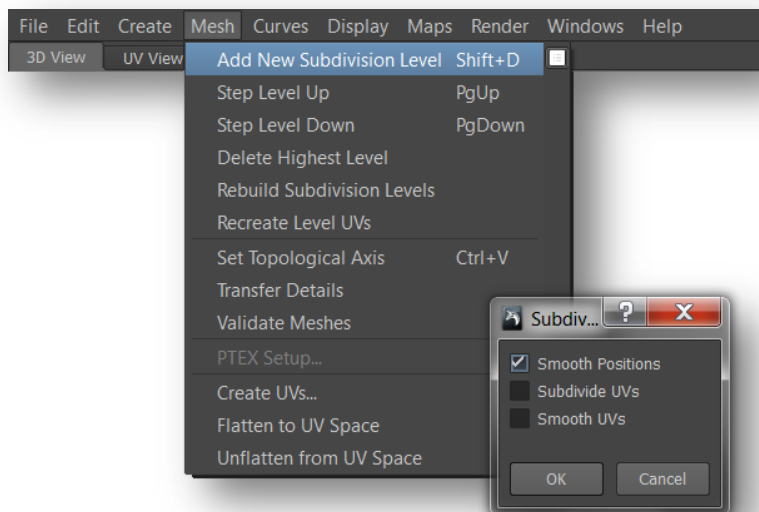 File Edit Create Mesh Curves Display Maps Render Windows Help
3D View UV View
Add New Subdivision Level Shift+D
Step Level Up PgUp
Step Level Down PgDown
Delete Highest Level
Rebuild Subdivision Levels
Recreate Level UVs
Set Topological Axis Ctrl+V
Transfer Details
Validate Meshes
PTEX Setup...
Create UVs...
Flatten to UV Space
Unflatten from UV Space
Subdiv... ? X
Smooth Positions
Subdivide UVs
Smooth UVs
OK Cancel